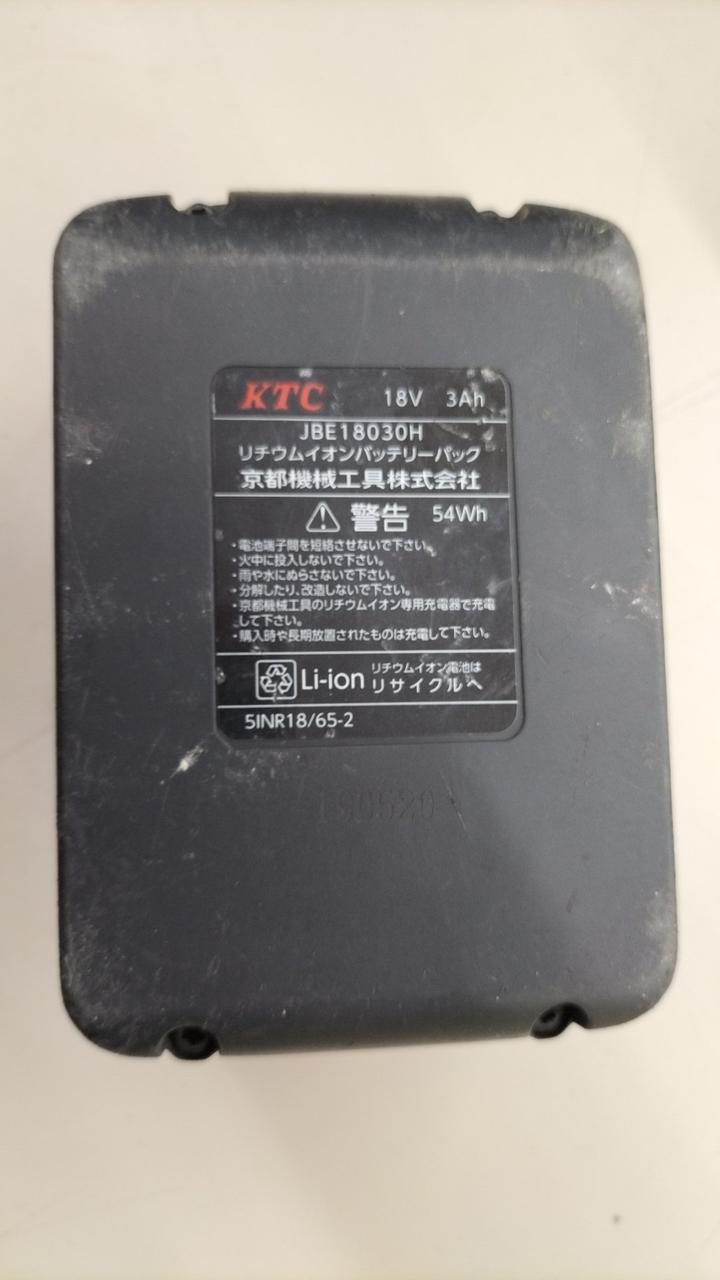 KTC 18V 3Ah
JBE18030H
リチウムイオンバッテリーパック
京都機械工具株式会社
警告 54Wh
・電池端子間を短絡させないで下さい。
・火中に投入しないで下さい。
・雨や水にぬらさないで下さい。
・分解したり、改造しないで下さい。
・京都機械工具のリチウムイオン専用充電器で充電
して下さい。
・購入時や長期放置されたものは充電して下さい。
Li-ion リチウムイオン電池は
リサイクルへ
5INR18/65-2